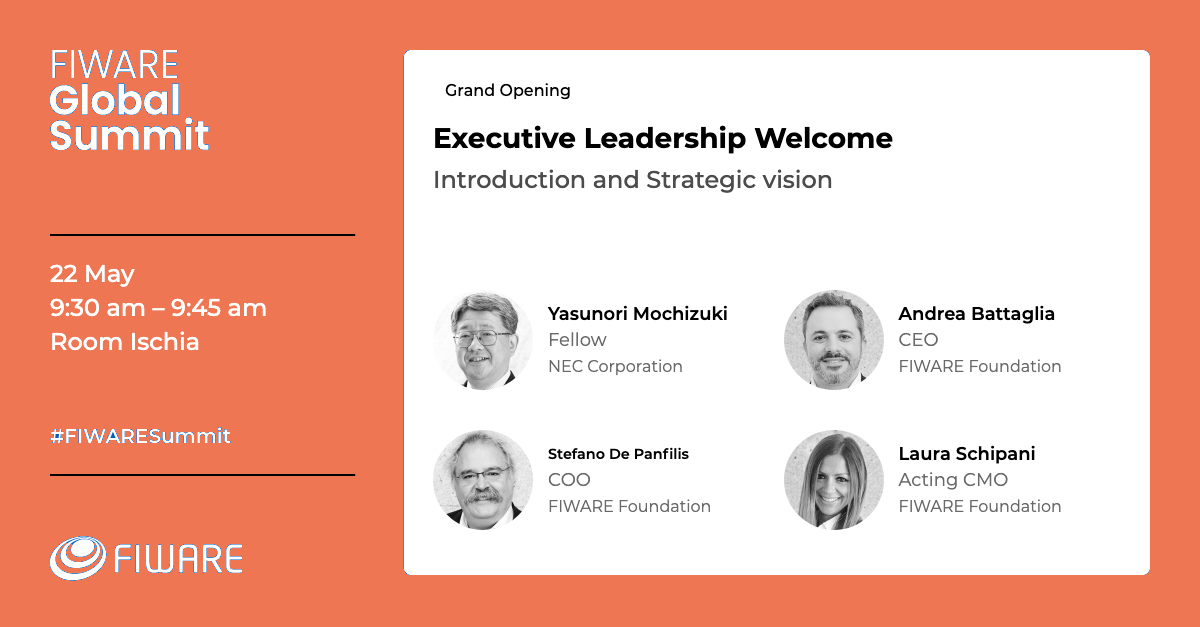 FIWARE
Global
Summit
22 May
9:30 am – 9:45 am
Room Ischia
#FIWARESummit
FIWARE
Grand Opening
Executive Leadership Welcome
Introduction and Strategic vision
Yasunori Mochizuki
Fellow
NEC Corporation
Andrea Battaglia
CEO
FIWARE Foundation
Stefano De Panfilis
COO
FIWARE Foundation
Laura Schipani
Acting CMO
FIWARE Foundation